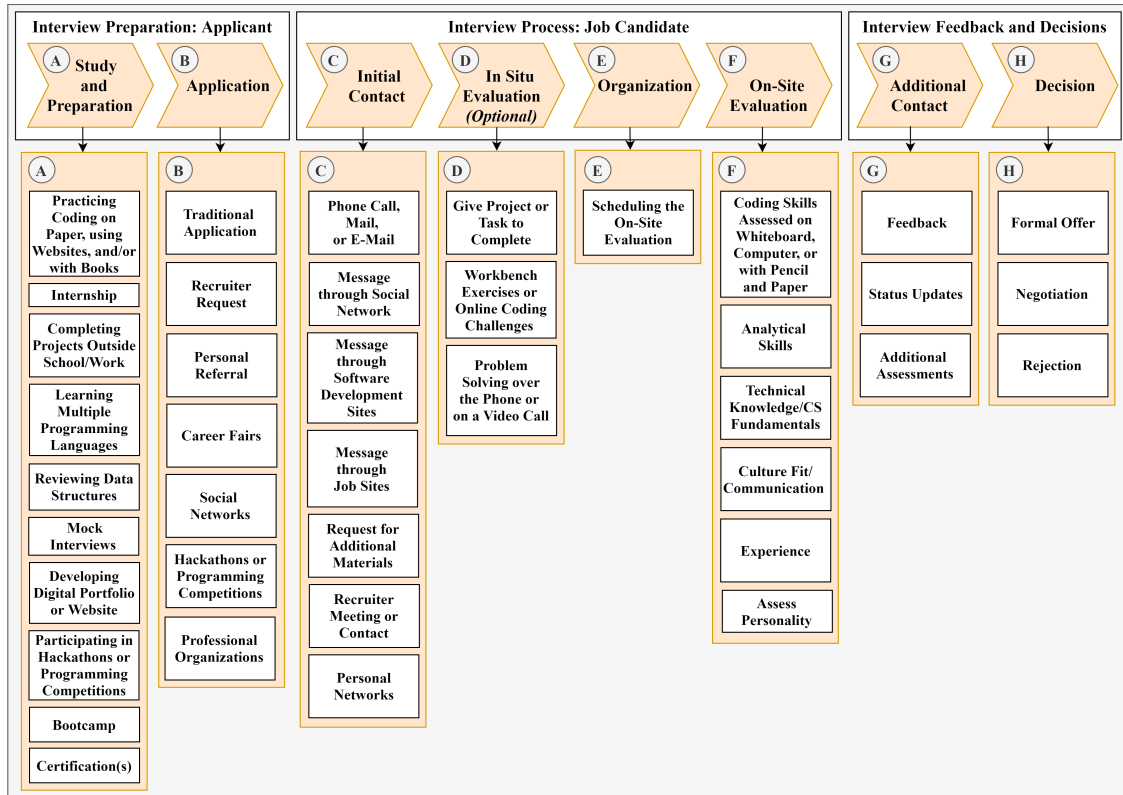 Interview Preparation: Applicant
A
Study
and
Preparation
B
Application
Interview Process: Job Candidate
C
Initial
Contact
D
In Situ
Evaluation
(Optional)
E
Organization
F
On-Site
Evaluation
Interview Feedback and Decisions
G
Additional
Contact
H
Decision
A
Practicing
Coding on
Paper, using
Websites, and/or
with Books
Internship
Completing
Projects Outside
School/Work
Learning
Multiple
Programming
Languages
Reviewing Data
Structures
Mock
Interviews
Developing
Digital Portfolio
or Website
Participating in
Hackathons or
Programming
Competitions
Bootcamp
Certification(s)
B
Traditional
Application
Recruiter
Request
Personal
Referral
Career Fairs
Social
Networks
Hackathons or
Programming
Competitions
Professional
Organizations
C
Phone Call,
Mail,
or E-Mail
Message
through Social
Network
Message
through
Software
Development
Sites
Message
through
Job Sites
Request for
Additional
Materials
Recruiter
Meeting or
Contact
Personal
Networks
D
Give Project or
Task to
Complete
Workbench
Exercises or
Online Coding
Challenges
Problem
Solving over
the Phone or
on a Video Call
E
Scheduling the
On-Site
Evaluation
F
Coding Skills
Assessed on
Whiteboard,
Computer, or
with Pencil
and Paper
Analytical
Skills
Technical
Knowledge/CS
Fundamentals
Culture Fit/
Communication
Experience
Assess
Personality
G
Feedback
Status Updates
Additional
Assessments
H
Formal Offer
Negotiation
Rejection